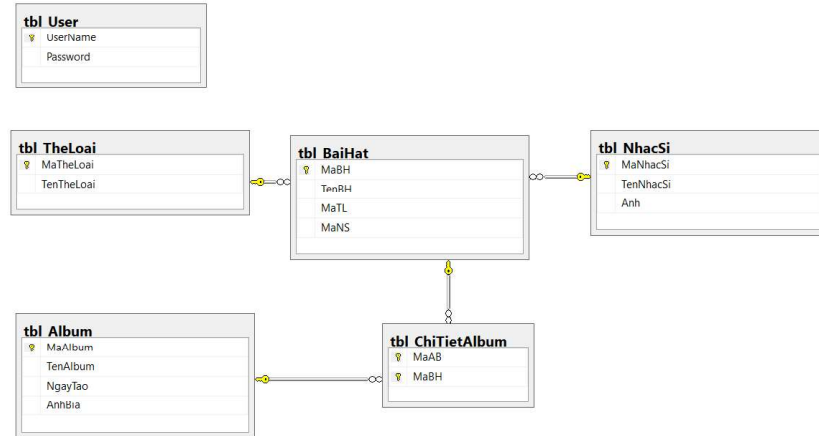 tbl_User
UserName
Password
tbl_TheLoai
MaTheLoai
TenTheLoai
tbl_BaiHat
MaBH
TenBH
MaTL
MaNS
tbl_NhacSi
MaNhacSi
TenNhacSi
Anh
tbl_Album
MaAlbum
TenAlbum
NgayTao
AnhBia
tbl_ChiTietAlbum
MaAB
MaBH